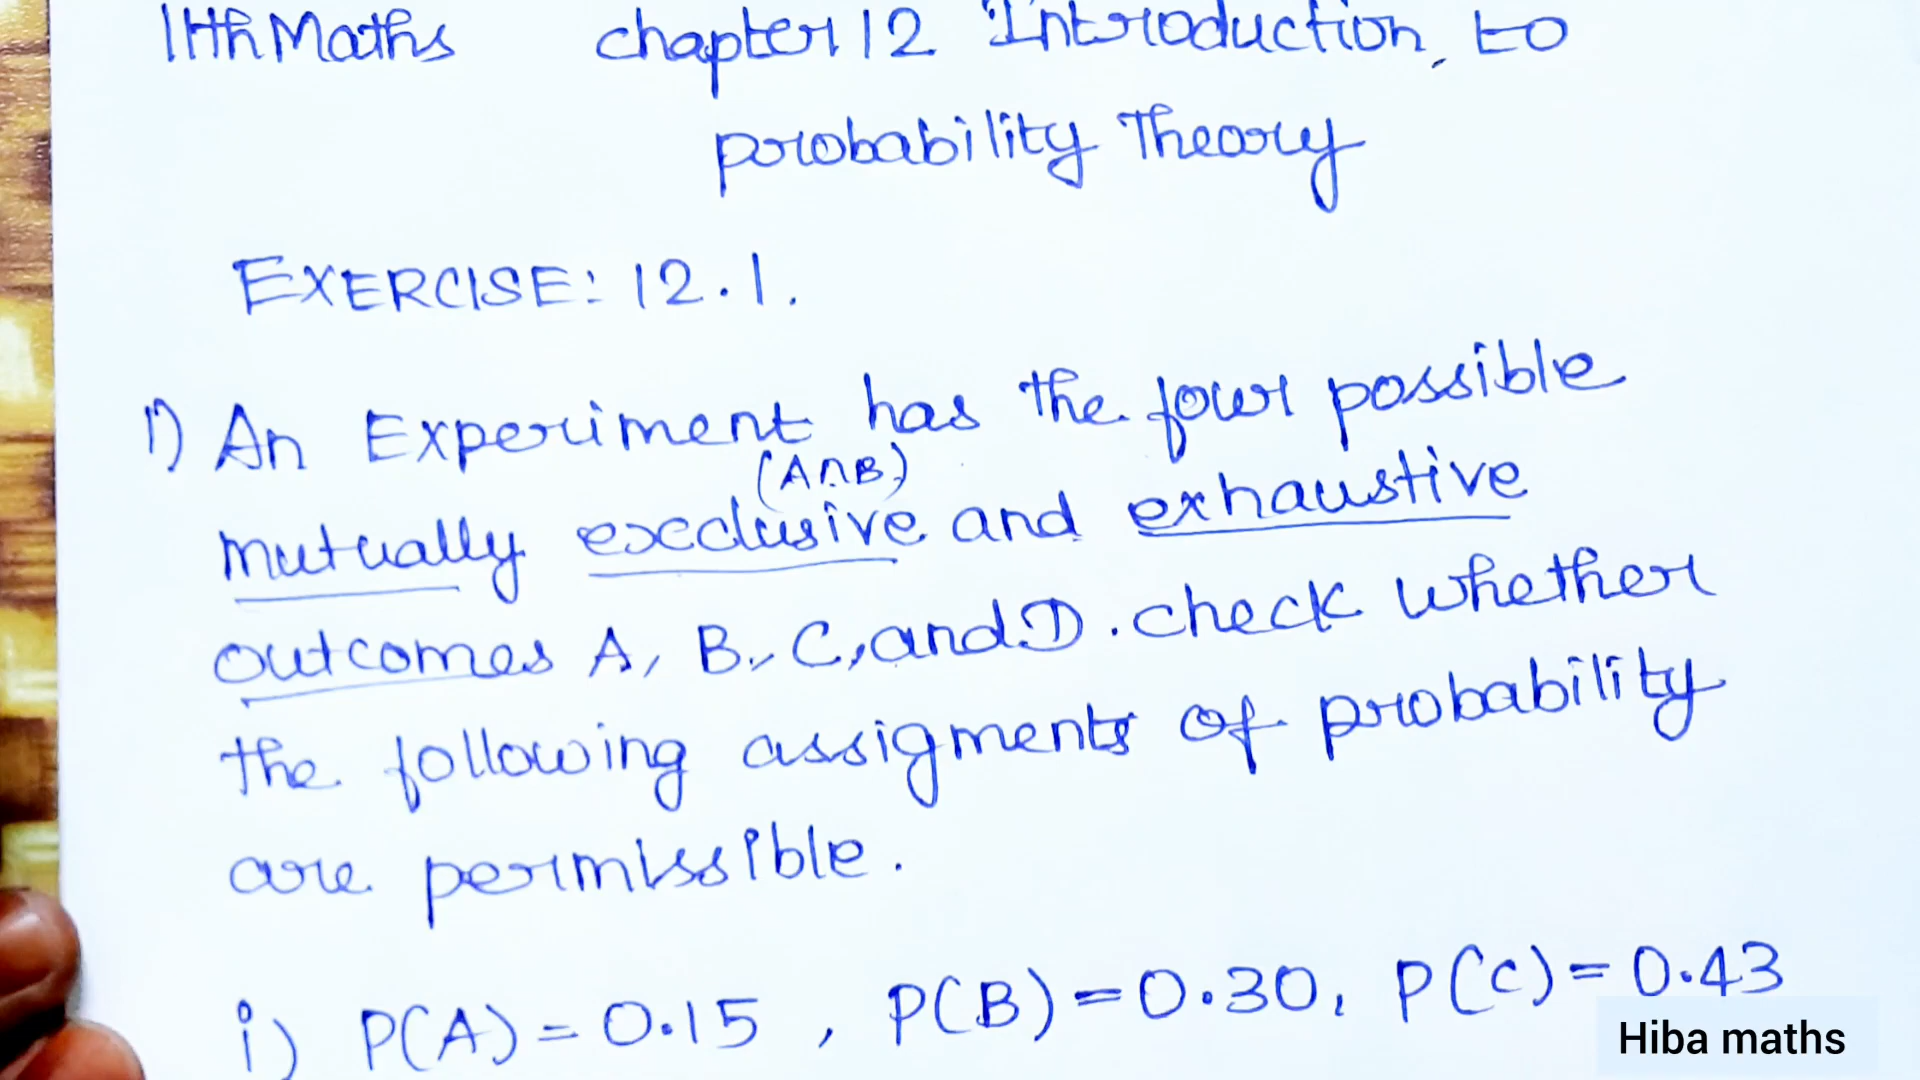 11th Maths chapter 12 Introduction to
probability Theory
EXERCISE: 12.1.
1) An Experiment has the four possible
(A∩B)
mutually exclusive and exhaustive
outcomes A, B, C, and D. check whether
the following assigments of probability
are permissible.
i) P(A) = 0.15 , P(B) = 0.30, P(C) = 0.43
Hiba maths